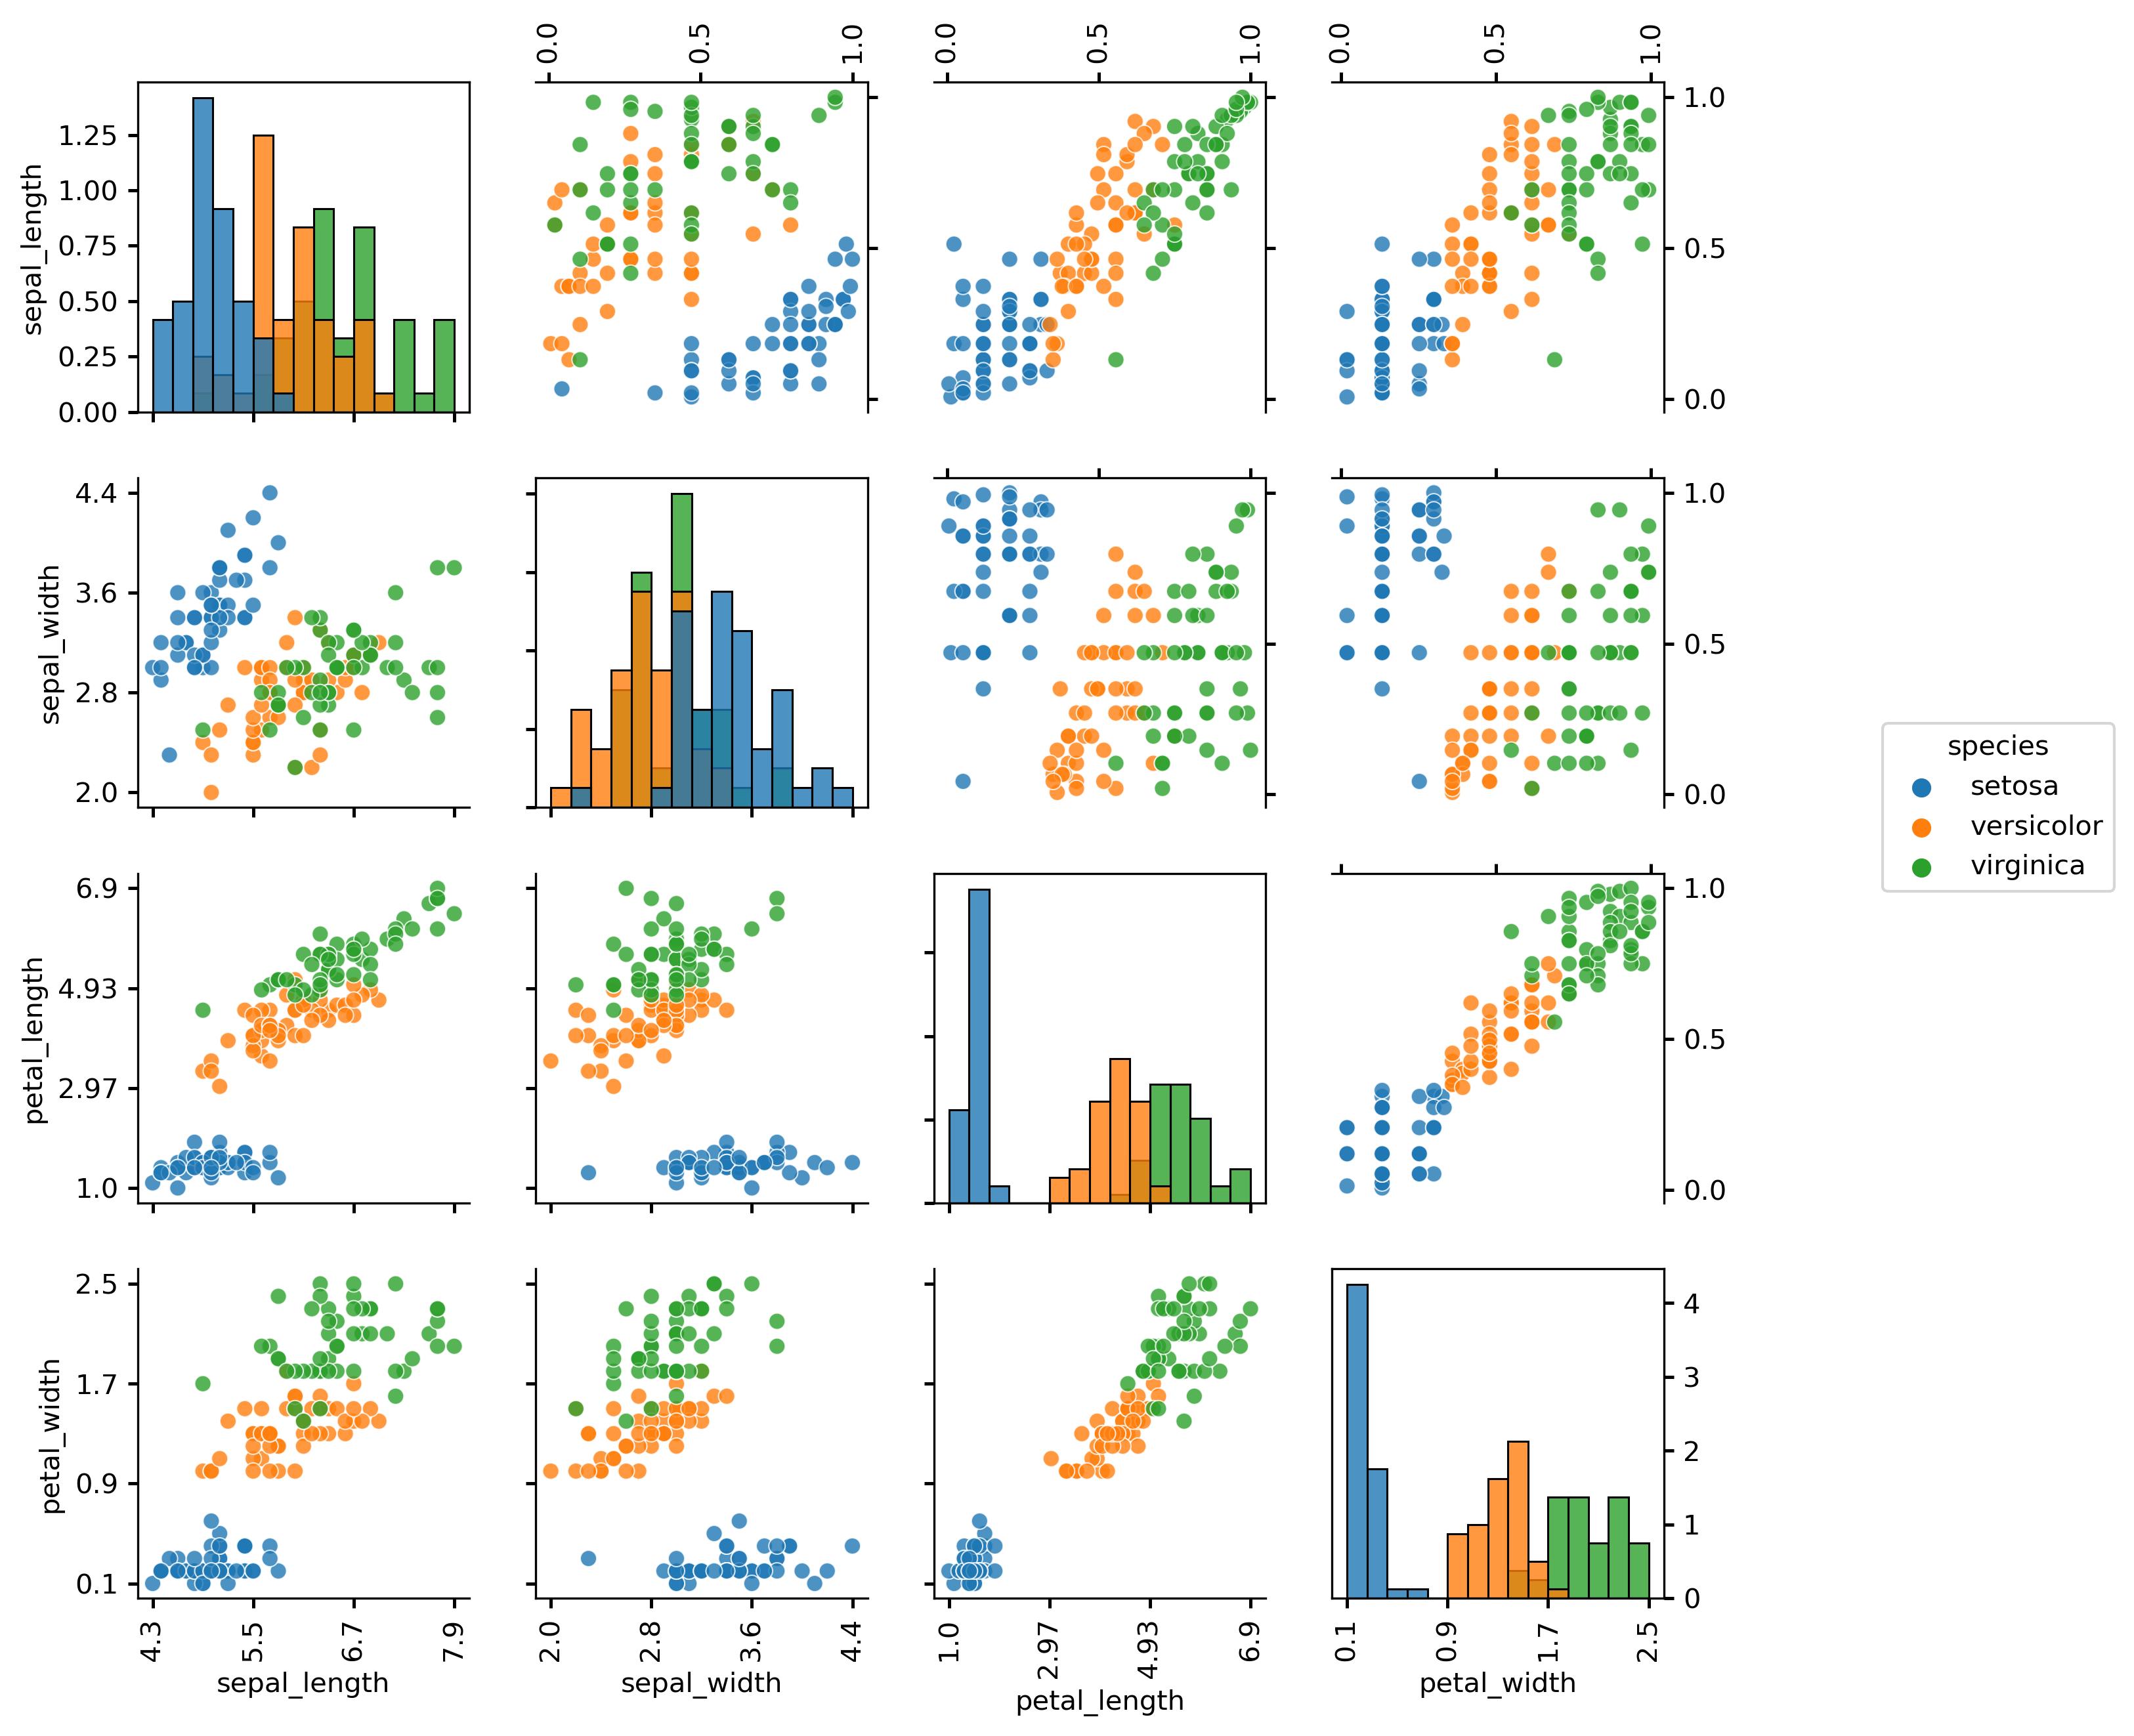 0.0 0.5 1.0 0.0 0.5 1.0 0.0 0.5 1.0
sepal_length
1.25
1.00
0.75
0.50
0.25
0.00
1.0
0.5
0.0
sepal_width
4.4
3.6
2.8
2.0
1.0
0.5
0.0
species
setosa
versicolor
virginica
petal_length
6.9
4.93
2.97
1.0
1.0
0.5
0.0
petal_width
2.5
1.7
0.9
0.1
4
3
2
1
0
4.3 5.5 6.7 7.9 2.0 2.8 3.6 4.4 1.0 2.97 4.93 6.9 0.1 0.9 1.7 2.5
sepal_length sepal_width petal_length petal_width